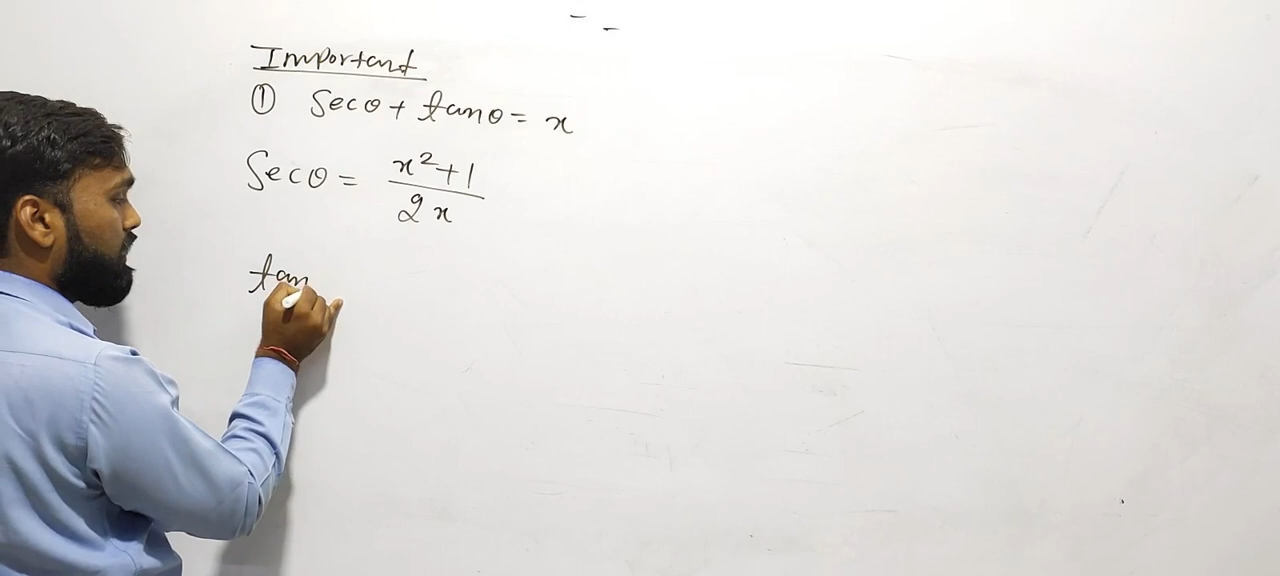 Important
① Secθ + tanθ = x
Secθ = x²+1 / 2x
tan